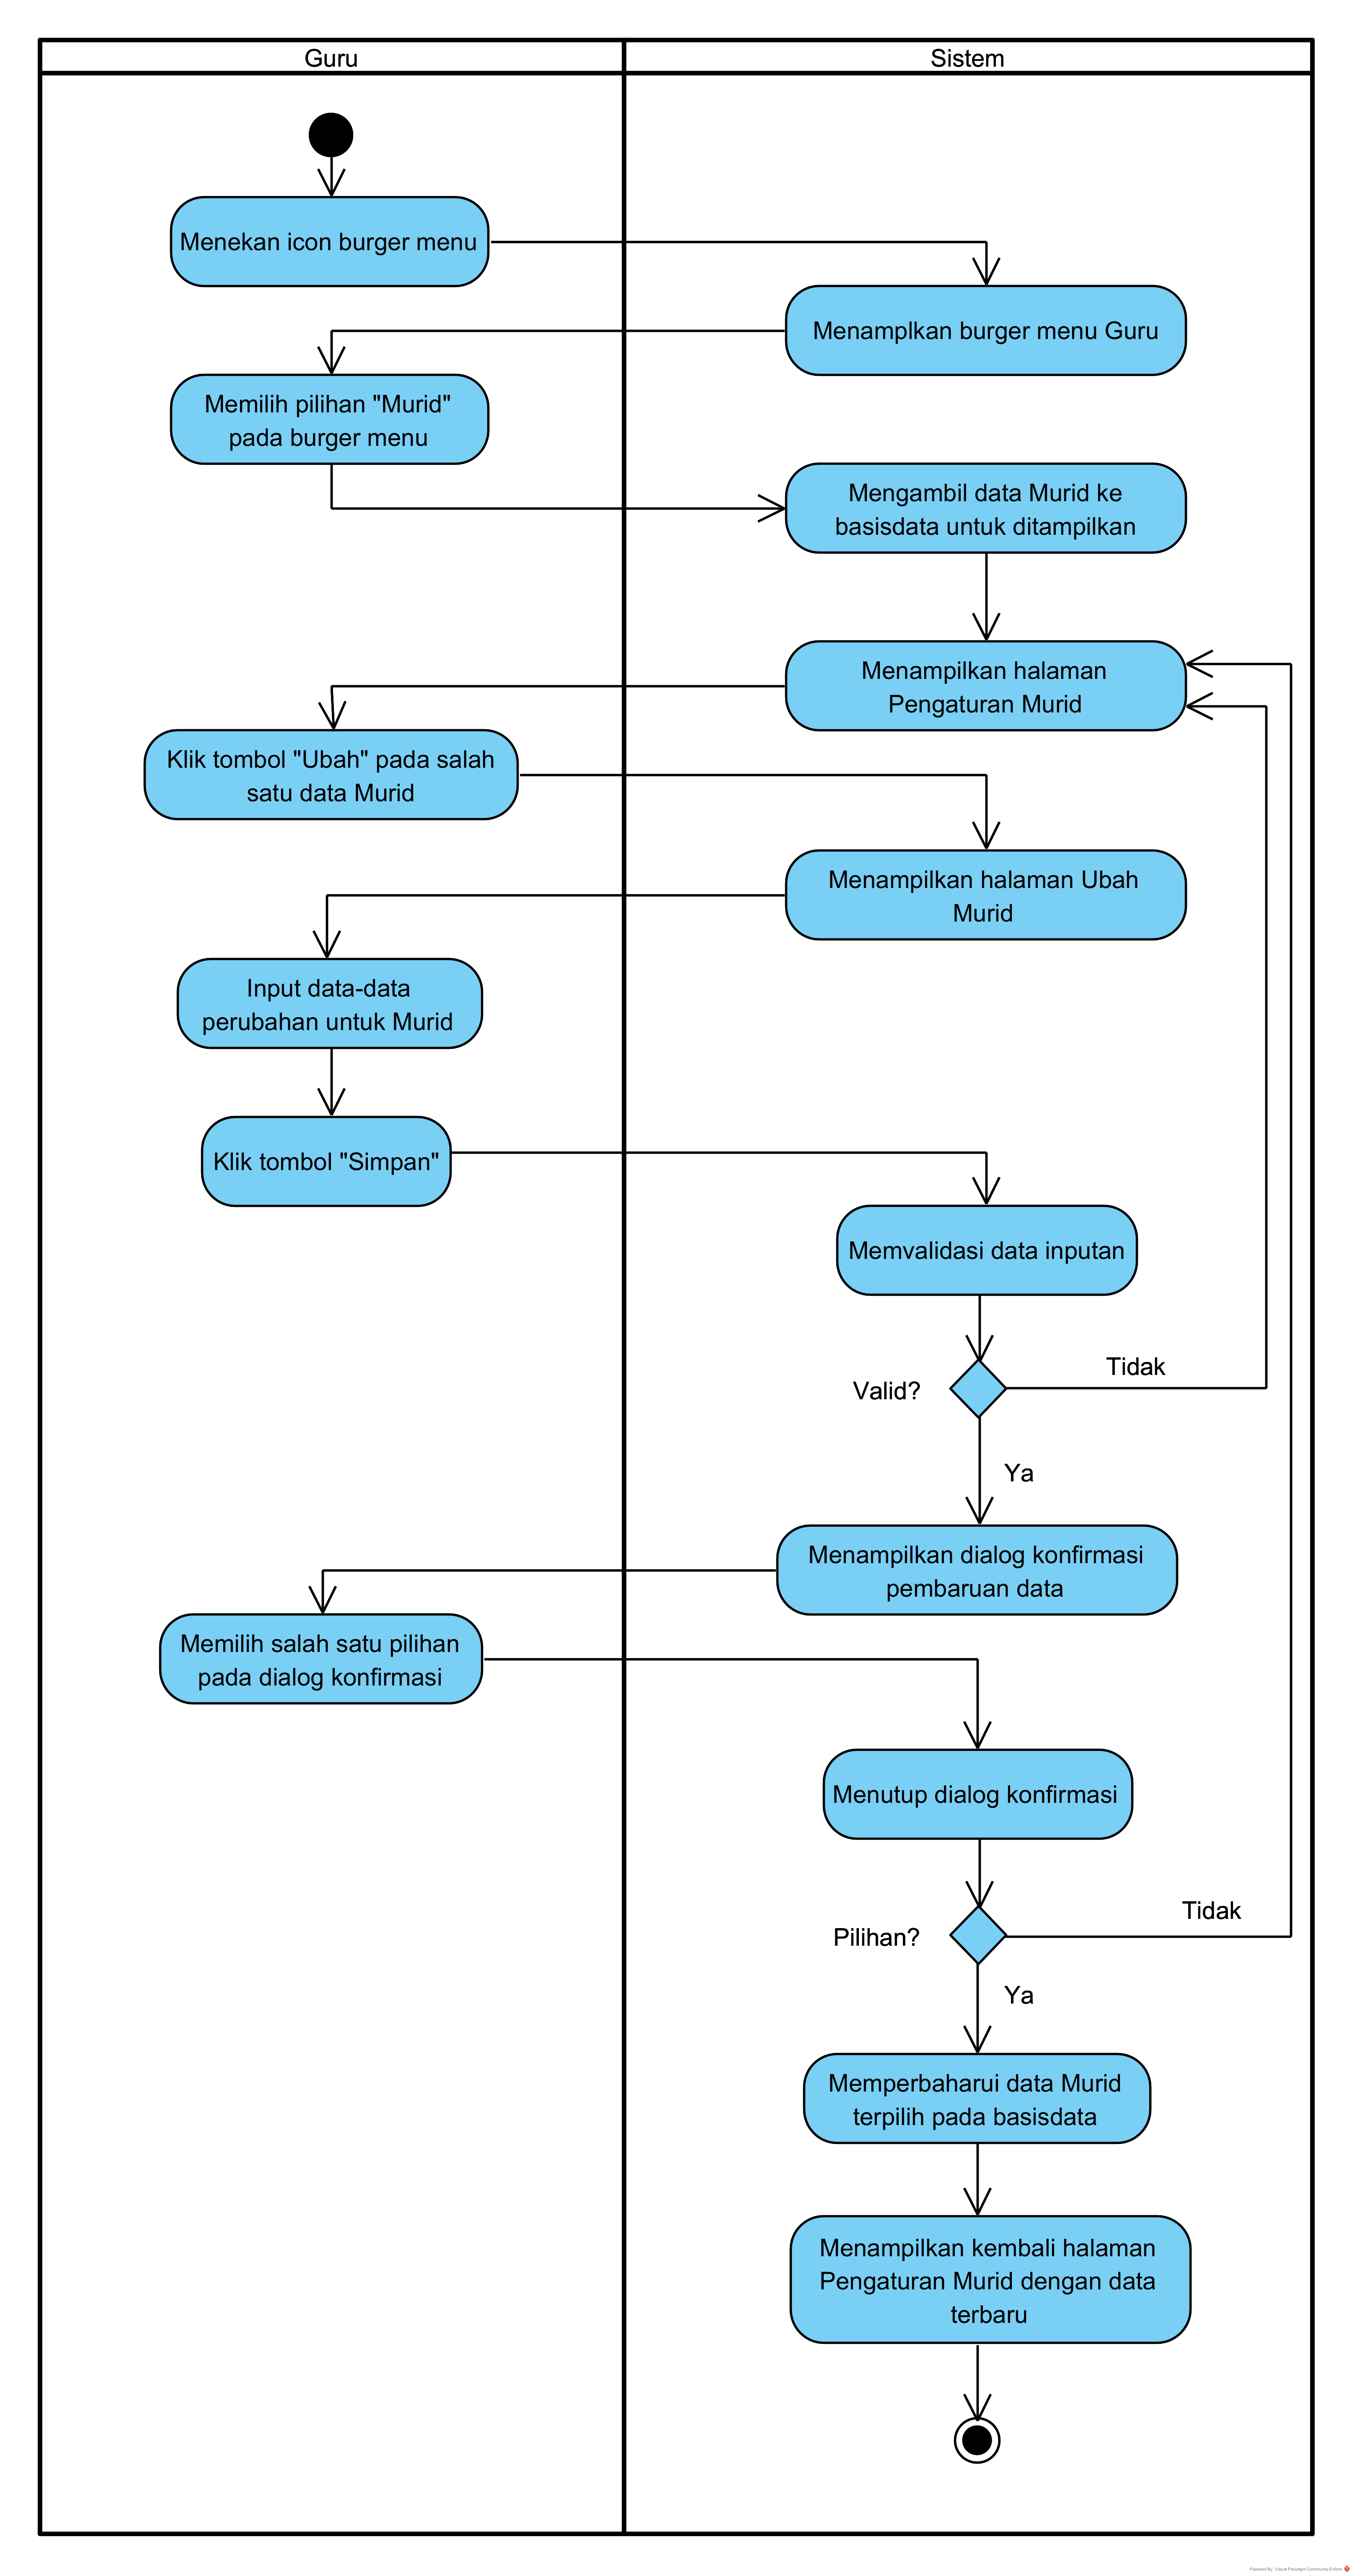 Guru
Sistem
Menekan icon burger menu
Menamplkan burger menu Guru
Memilih pilihan "Murid"
pada burger menu
Mengambil data Murid ke
basisdata untuk ditampilkan
Menampilkan halaman
Pengaturan Murid
Klik tombol "Ubah" pada salah
satu data Murid
Menampilkan halaman Ubah
Murid
Input data-data
perubahan untuk Murid
Klik tombol "Simpan"
Memvalidasi data inputan
Valid?
Tidak
Ya
Menampilkan dialog konfirmasi
pembaruan data
Memilih salah satu pilihan
pada dialog konfirmasi
Menutup dialog konfirmasi
Pilihan?
Tidak
Ya
Memperbaharui data Murid
terpilih pada basisdata
Menampilkan kembali halaman
Pengaturan Murid dengan data
terbaru
Powered By Visual Paradigm Community Edition